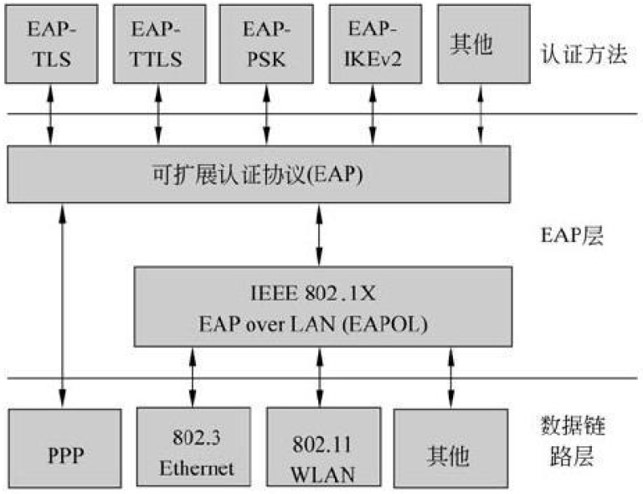 EAP-
TLS
EAP-
TTLS
EAP-
PSK
EAP-
IKEv2
其他
认证方法
可扩展认证协议(EAP)
EAP层
IEEE 802.1X
EAP over LAN (EAPOL)
PPP
802.3
Ethernet
802.11
WLAN
其他
数据链
路层